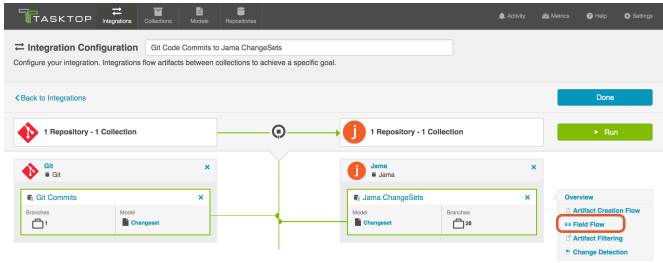 TASKTOP
Integrations
Collections
Models
Repositories
Activity
Metrics
Help
Settings
Integration Configuration
Git Code Commits to Jama ChangeSets
Configure your integration. Integrations flow artifacts between collections to achieve a specific goal.
Back to Integrations
Done
1 Repository - 1 Collection
1 Repository - 1 Collection
Run
Git
Git
Jama
Jama
Git Commits
Branches
1
Model
Changeset
Jama ChangeSets
Model
Changeset
Branches
28
Overview
Artifact Creation Flow
Field Flow
Artifact Filtering
Change Detection